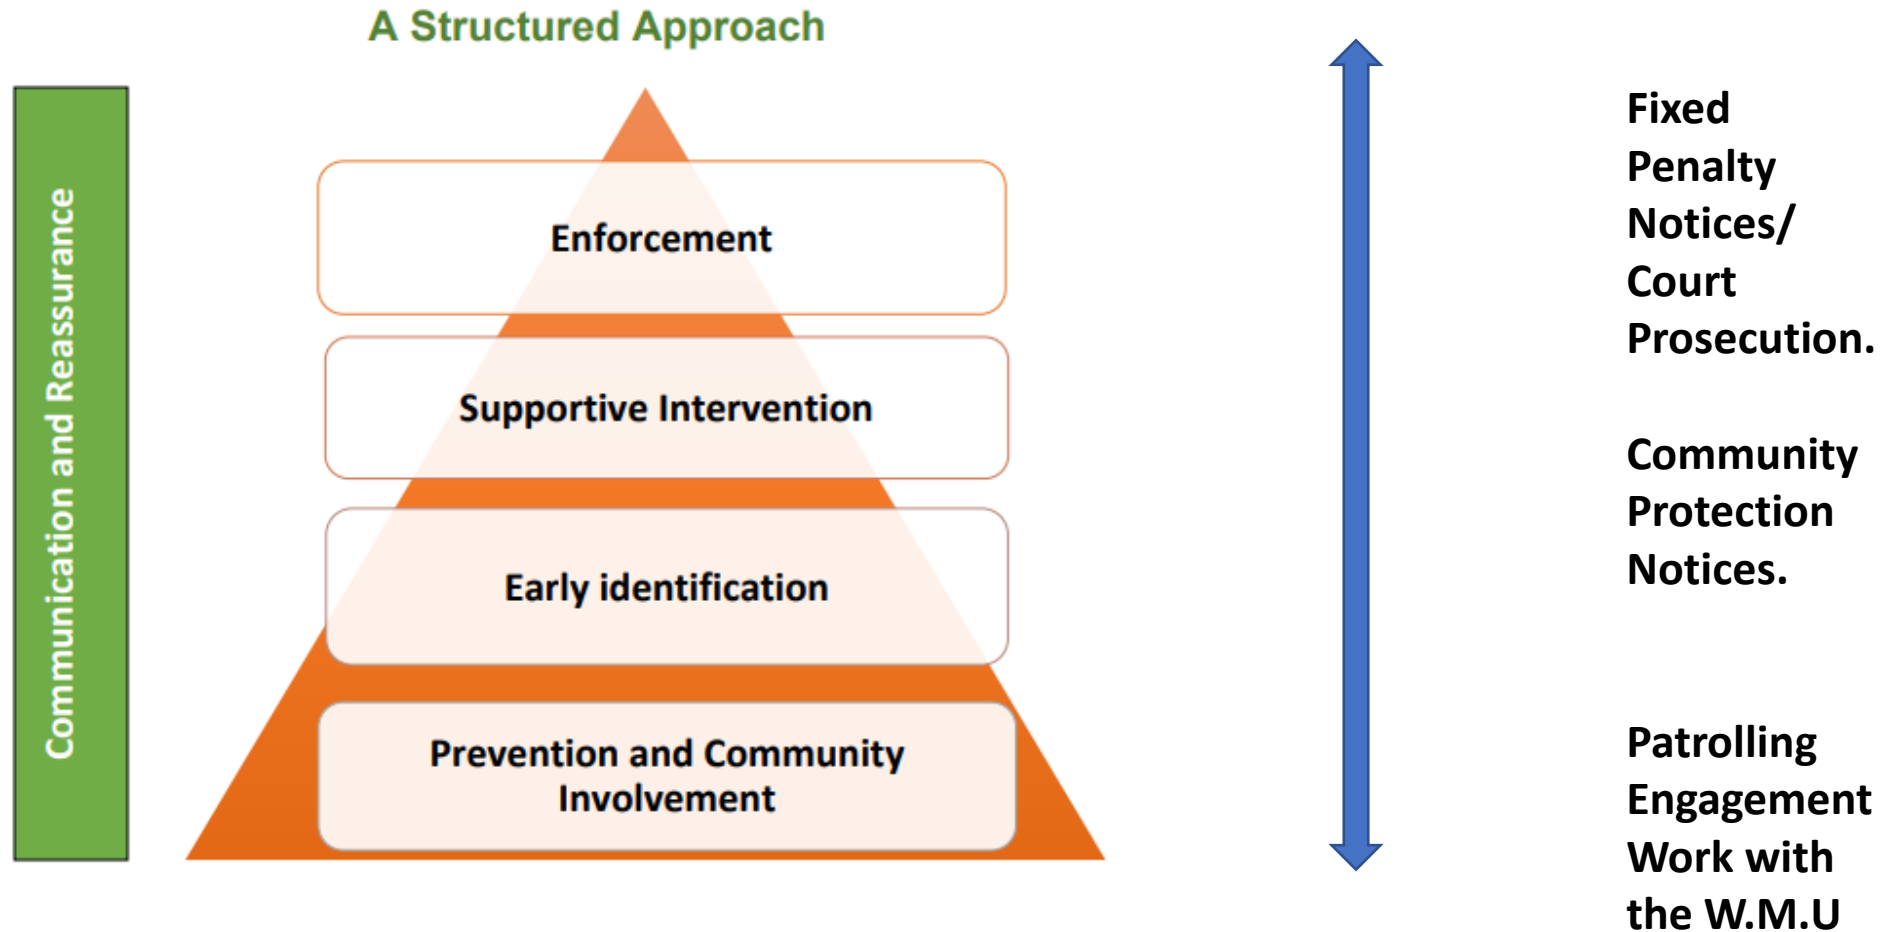 A Structured Approach
Communication and Reassurance
Enforcement
Supportive Intervention
Early identification
Prevention and Community
Involvement
Fixed
Penalty
Notices/
Court
Prosecution.
Community
Protection
Notices.
Patrolling
Engagement
Work with
the W.M.U